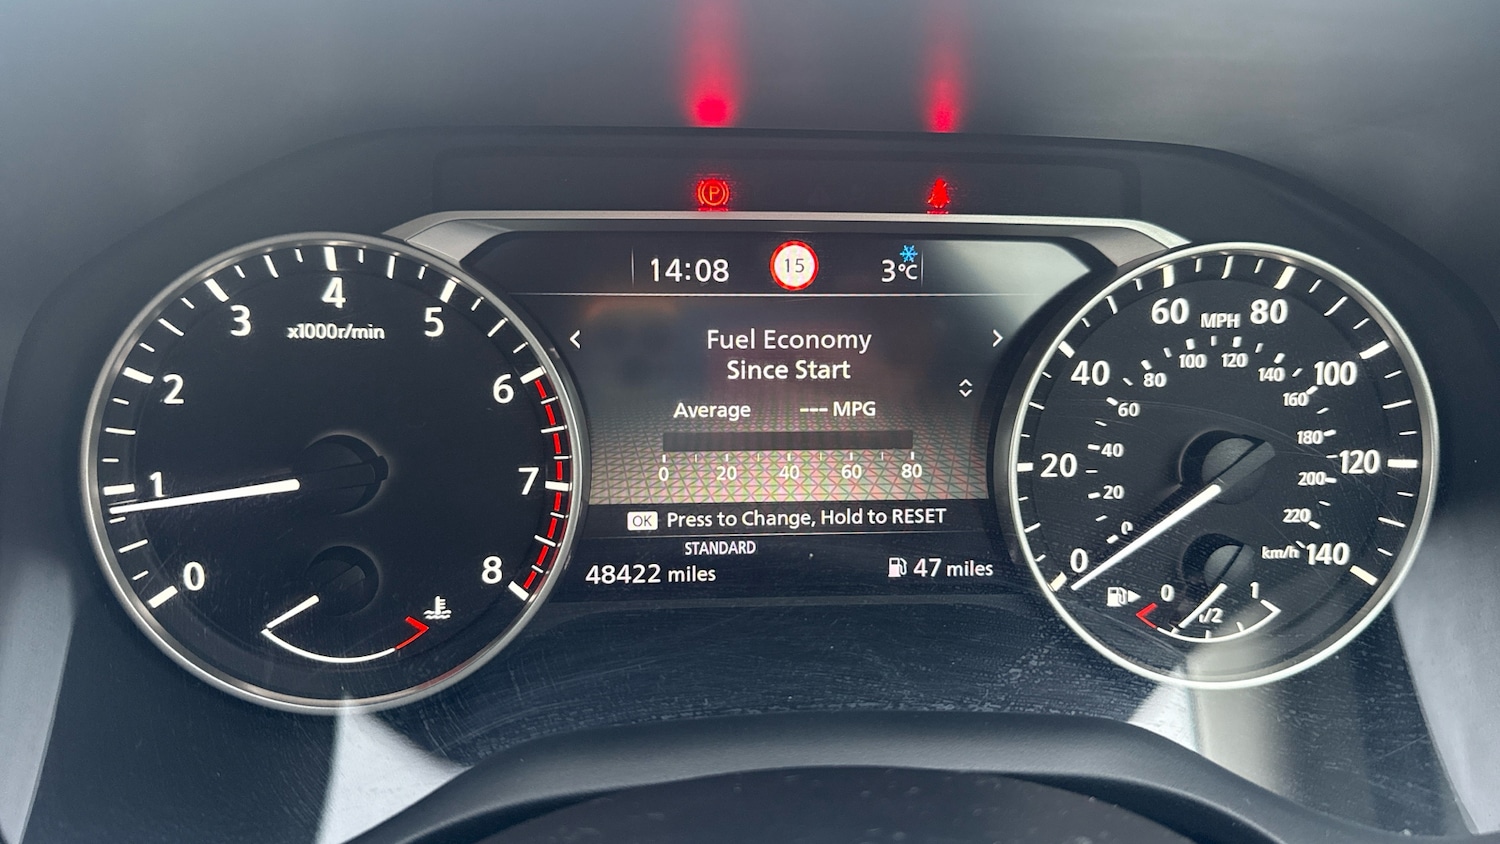 P
14:08
15
3°C
Fuel Economy
Since Start
Average --- MPG
0 20 40 60 80
OK Press to Change, Hold to RESET
STANDARD
48422 miles
47 miles
0 1 2 3 4 5 6 7 8
x1000r/min
0 20 40 60 80 100 120 140
MPH
0 20 40 60 80 100 120 140 160 180 200 220
km/h
0 1/2 1